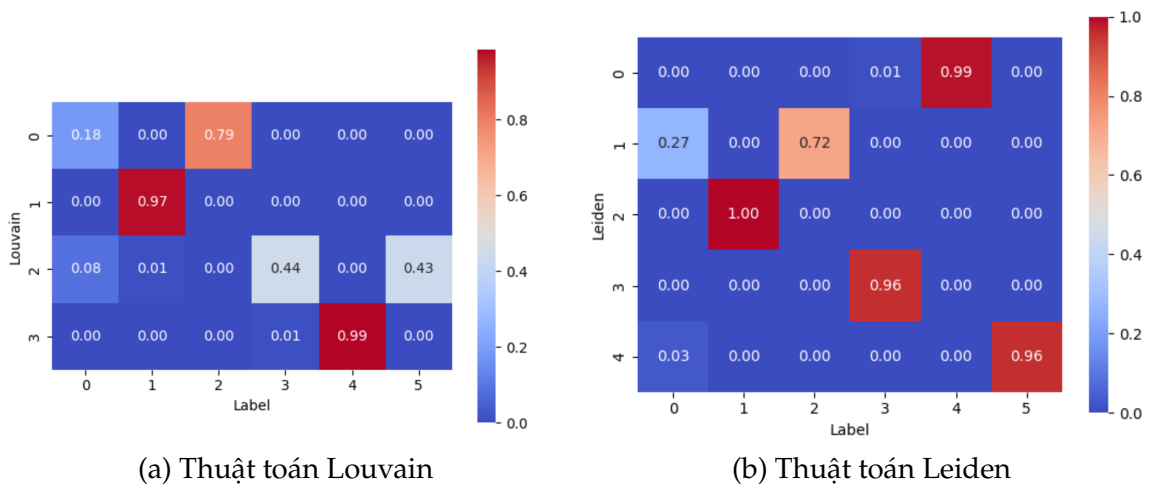 Louvain
0 0.18 0.00 0.79 0.00 0.00 0.00
1 0.00 0.97 0.00 0.00 0.00 0.00
2 0.08 0.01 0.00 0.44 0.00 0.43
3 0.00 0.00 0.00 0.01 0.99 0.00
0 1 2 3 4 5
Label
0.8
0.6
0.4
0.2
0.0
(a) Thuật toán Louvain
Leiden
0 0.00 0.00 0.00 0.01 0.99 0.00
1 0.27 0.00 0.72 0.00 0.00 0.00
2 0.00 1.00 0.00 0.00 0.00 0.00
3 0.00 0.00 0.00 0.96 0.00 0.00
4 0.03 0.00 0.00 0.00 0.00 0.96
0 1 2 3 4 5
Label
1.0
0.8
0.6
0.4
0.2
0.0
(b) Thuật toán Leiden